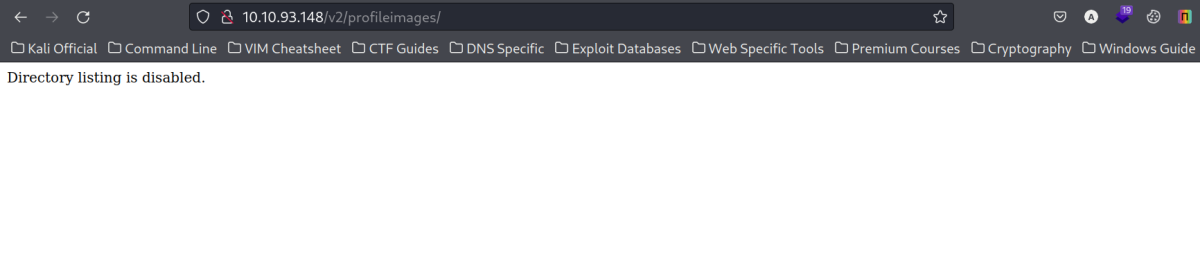 10.10.93.148/v2/profileimages/
A 19 Π
Kali Official Command Line VIM Cheatsheet CTF Guides DNS Specific Exploit Databases Web Specific Tools Premium Courses Cryptography Windows Guide
Directory listing is disabled.